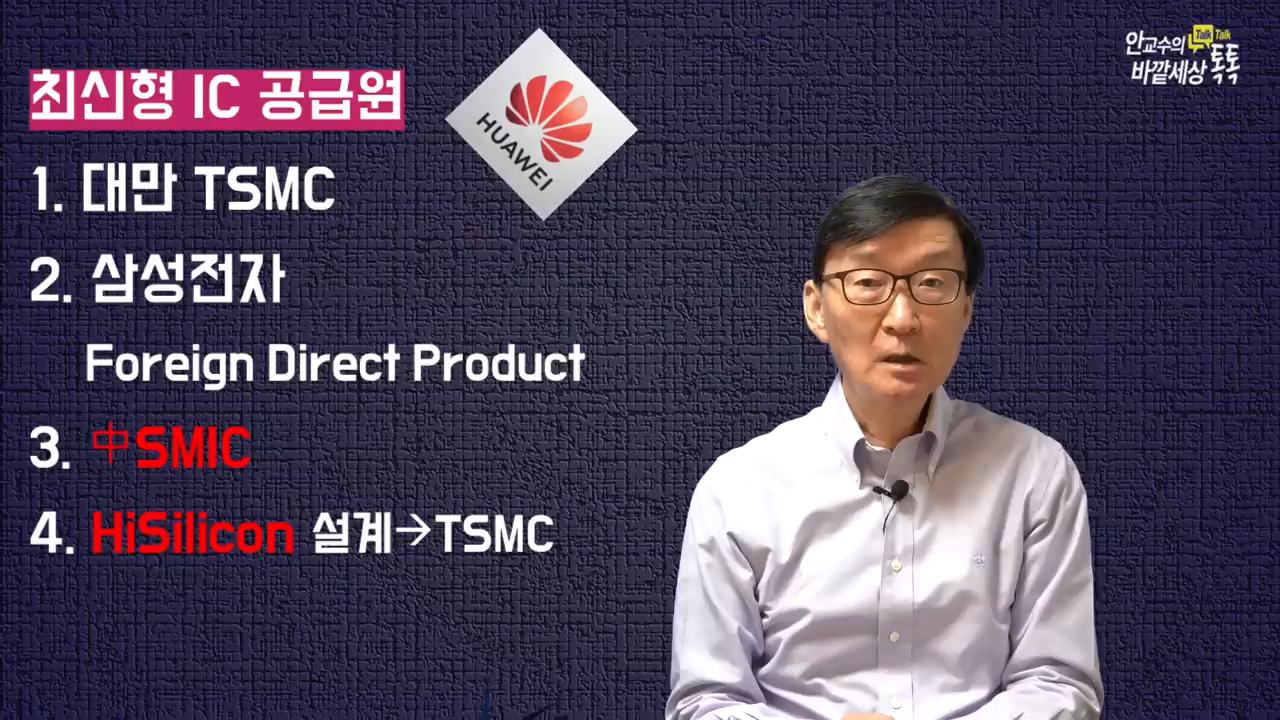 최신형 IC 공급원
HUAWEI
1. 대만 TSMC
2. 삼성전자
Foreign Direct Product
3. 中SMIC
4. HiSilicon 설계→TSMC
안교수의 Talk Talk
바깥세상 톡톡